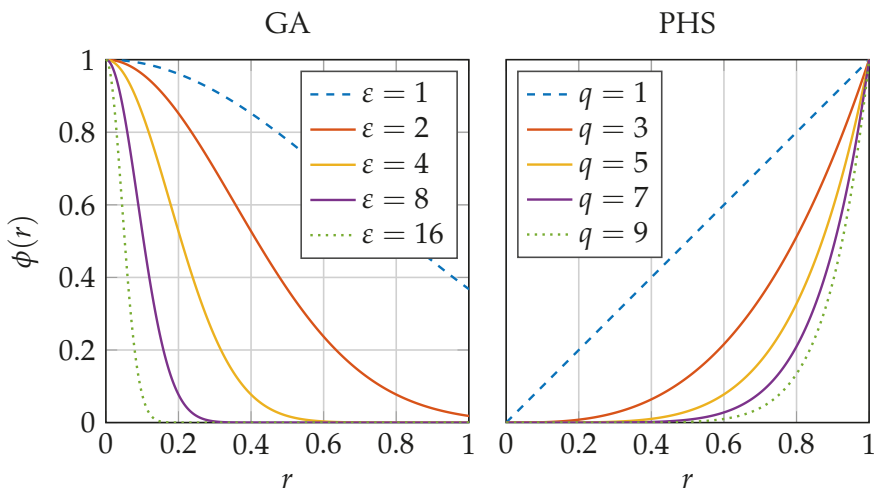 GA
PHS
1
0.8
0.6
0.4
0.2
0
ϕ(r)
ε = 1
ε = 2
ε = 4
ε = 8
ε = 16
q = 1
q = 3
q = 5
q = 7
q = 9
0 0.2 0.4 0.6 0.8 1
0 0.2 0.4 0.6 0.8 1
r
r